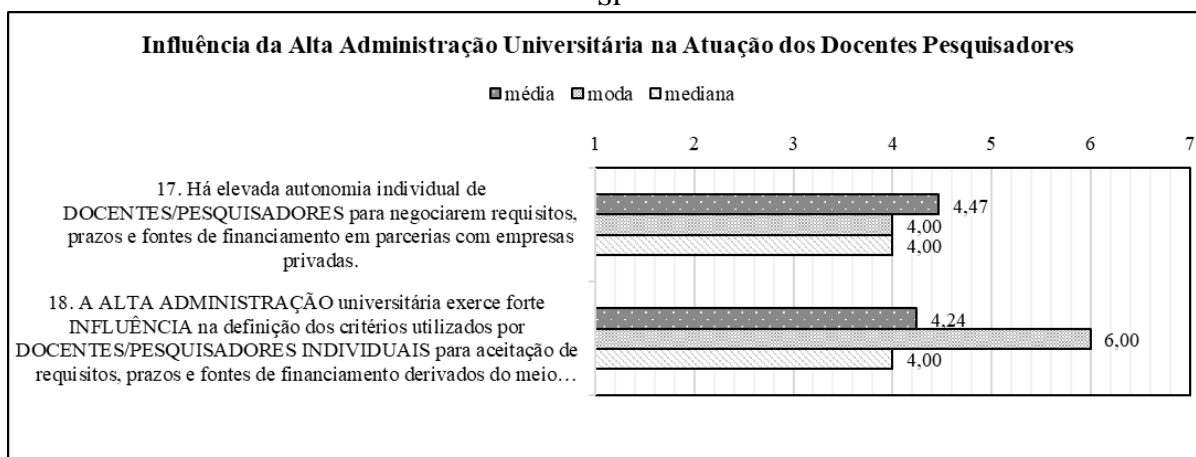 SP
Influência da Alta Administração Universitária na Atuação dos Docentes Pesquisadores
média moda mediana
1 2 3 4 5 6 7
17. Há elevada autonomia individual de
DOCENTES/PESQUISADORES para negociarem requisitos,
prazos e fontes de financiamento em parcerias com empresas
privadas.
4,47
4,00
4,00
18. A ALTA ADMINISTRAÇÃO universitária exerce forte
INFLUÊNCIA na definição dos critérios utilizados por
DOCENTES/PESQUISADORES INDIVIDUAIS para aceitação de
requisitos, prazos e fontes de financiamento derivados do meio…
4,24
6,00
4,00